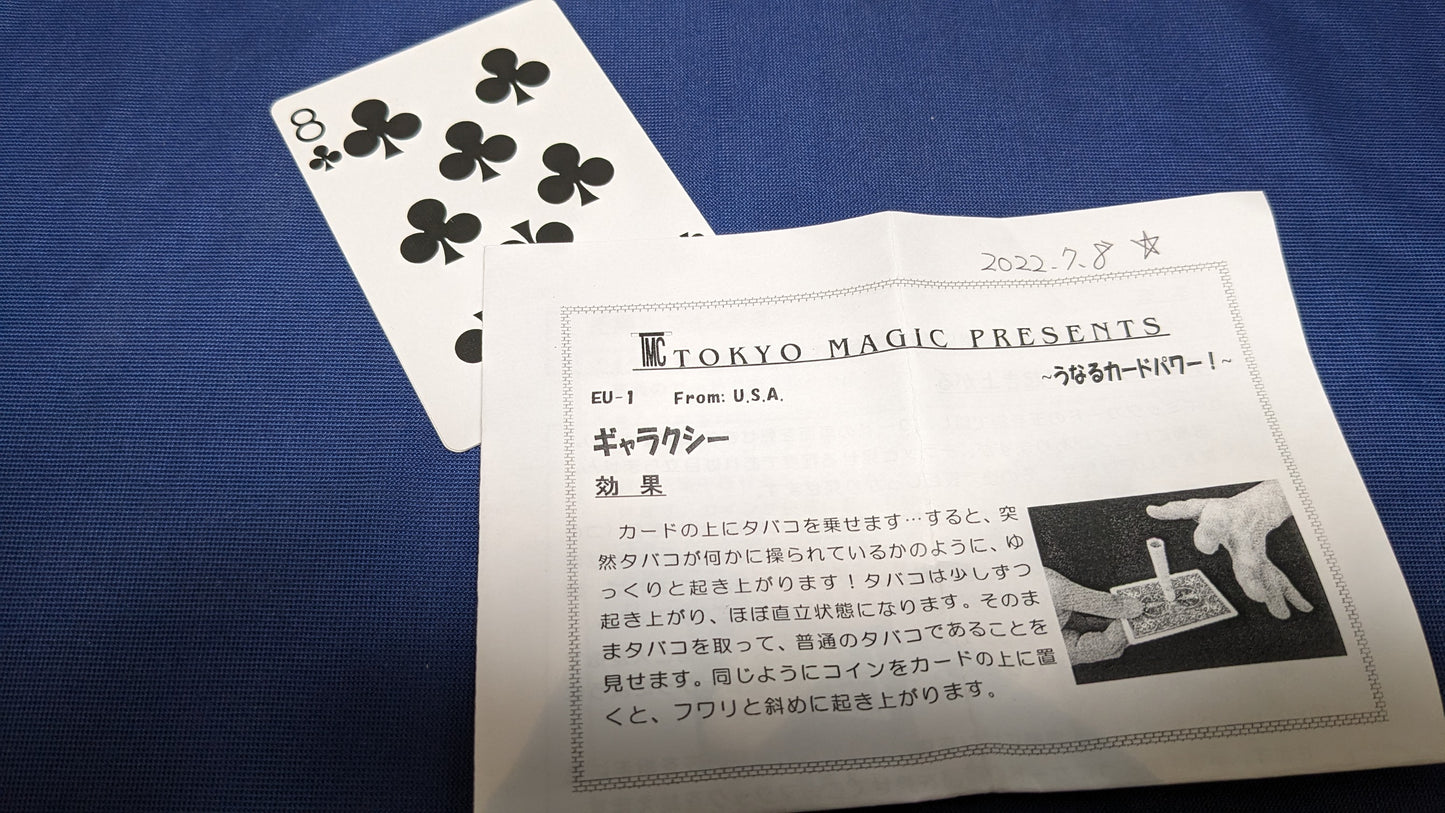 8
2022.7.8 ☆
TMC TOKYO MAGIC PRESENTS
~うなるカードパワー!~
EU-1 From: U.S.A.
ギャラクシー
効 果
カードの上にタバコを乗せます…すると、突
然タバコが何かに操られているかのように、ゆ
っくりと起き上がります!タバコは少しずつ
起き上がり、ほぼ直立状態になります。そのま
まタバコを取って、普通のタバコであることを
見せます。同じようにコインをカードの上に置
くと、フワリと斜めに起き上がります。